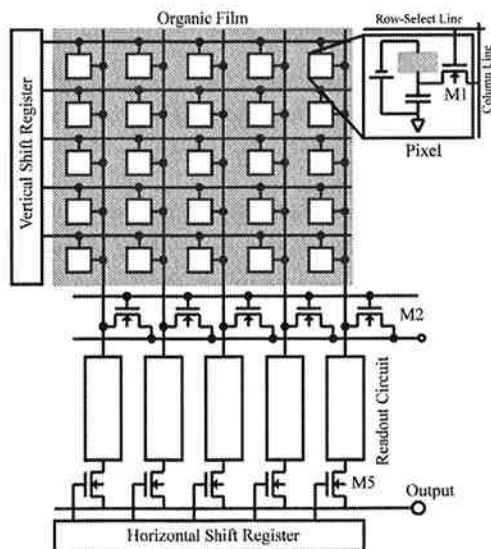 Organic Film
Row-Select Line
M1
Column Line
Pixel
Vertical Shift Register
M2
Readout Circuit
M5
Output
Horizontal Shift Register